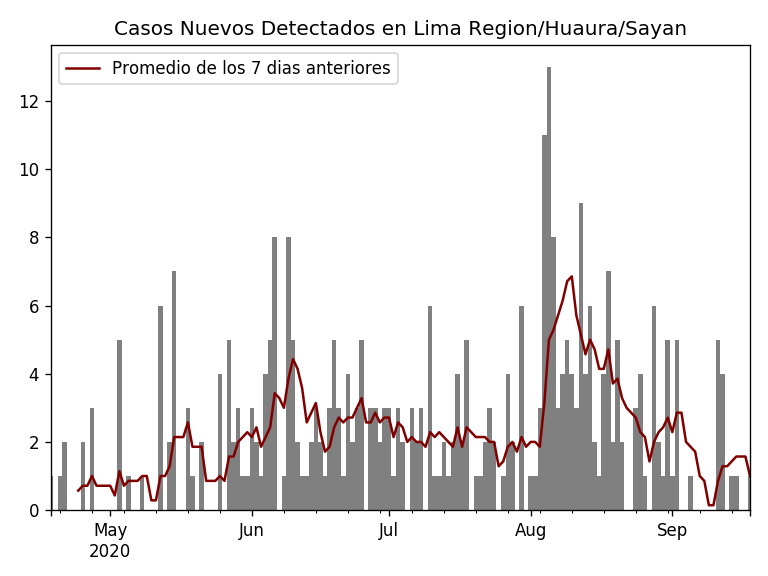 Casos Nuevos Detectados en Lima Region/Huaura/Sayan
Promedio de los 7 dias anteriores
12
10
8
6
4
2
0
May Jun Jul Aug Sep
2020